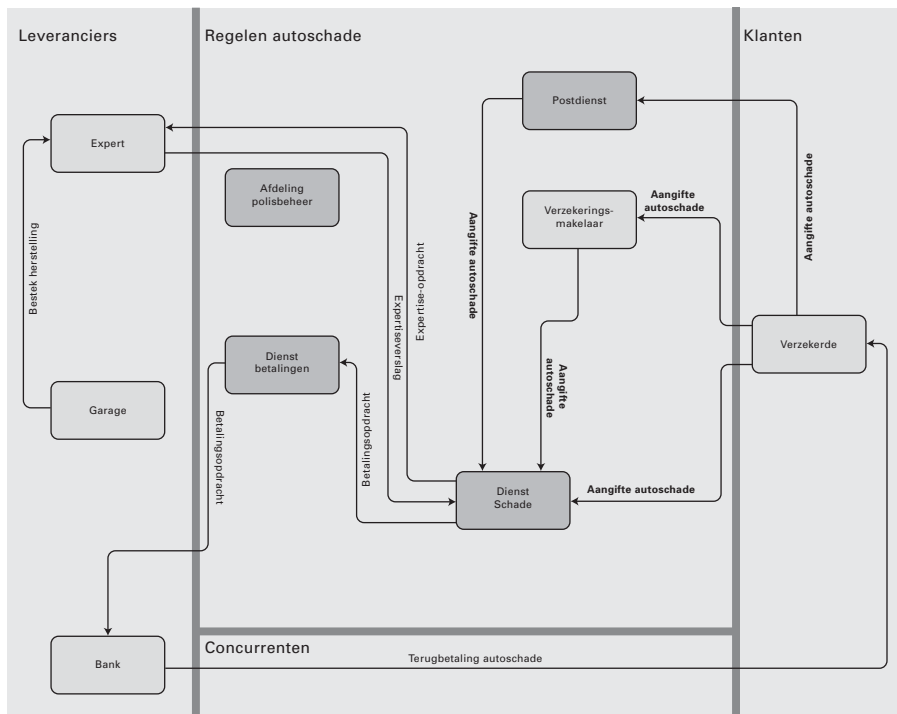 Leveranciers
Regelen autoschade
Klanten
Postdienst
Expert
Afdeling
polisbeheer
Verzekerings-
makelaar
Aangifte
autoschade
Aangifte autoschade
Aangifte autoschade
Bestek herstelling
Expertise-opdracht
Expertiseverslag
Dienst
betalingen
Verzekerde
Garage
Betalingsopdracht
Betalingsopdracht
Aangifte
autoschade
Dienst
Schade
Aangifte autoschade
Concurrenten
Bank
Terugbetaling autoschade